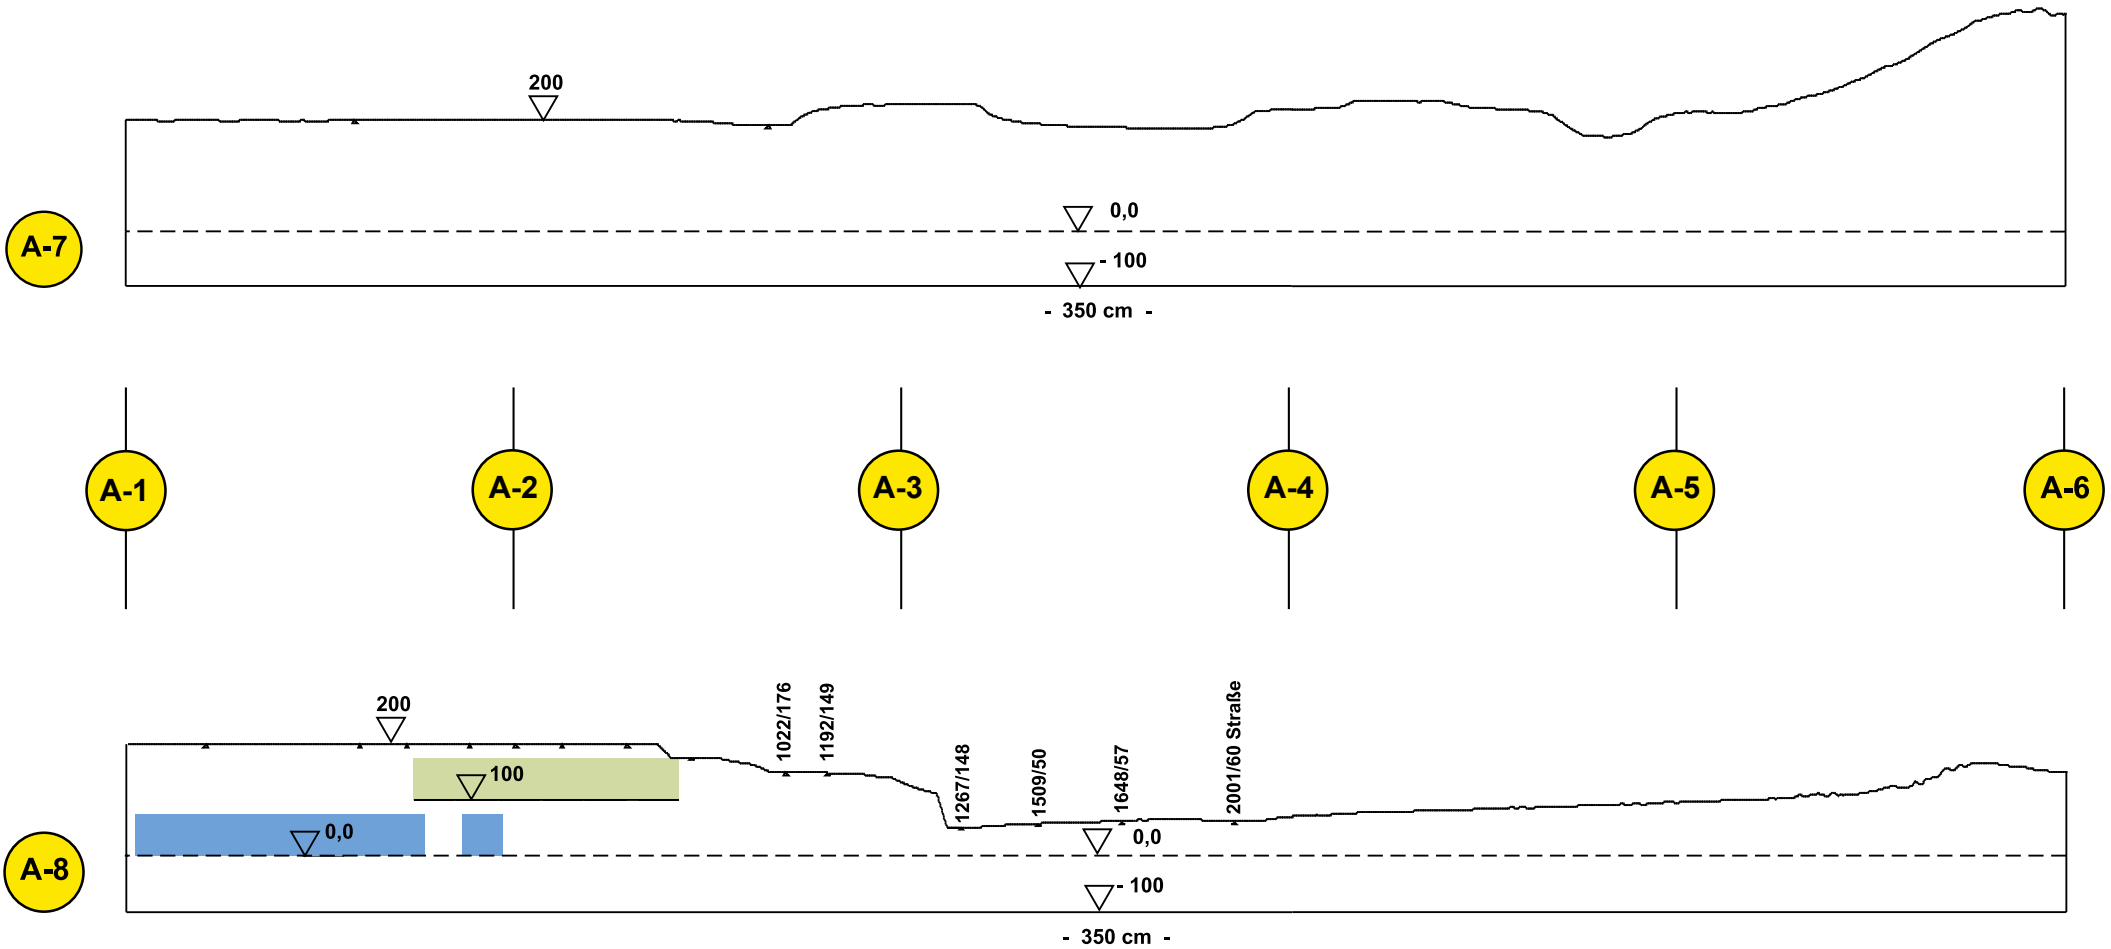 200
0,0
A-7
- 100
- 350 cm -
A-1
A-2
A-3
A-4
A-5
A-6
200
1022/176
1192/149
1267/148
1509/50
1648/57
2001/60 Straße
100
0,0
0,0
A-8
- 100
- 350 cm -